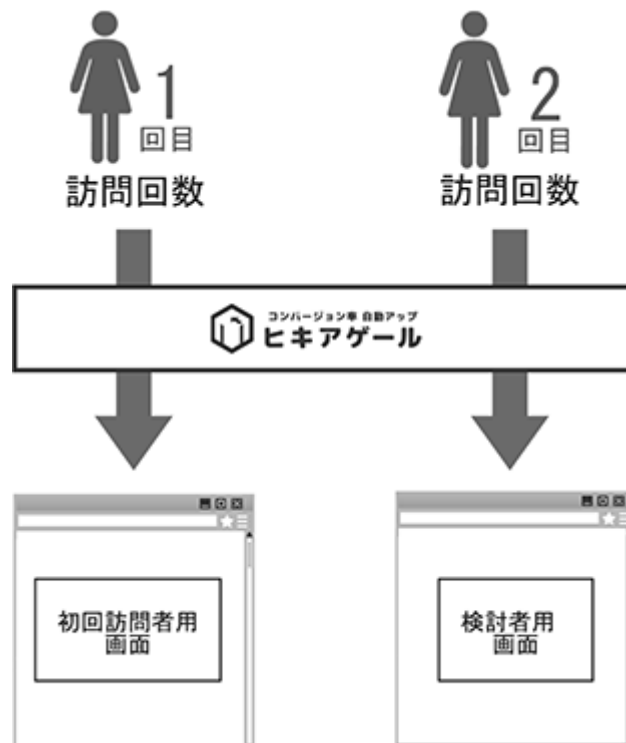 1
回目
訪問回数
2
回目
訪問回数
コンバージョン率 自動アップ
ヒキアゲール
初回訪問者用
画面
検討者用
画面